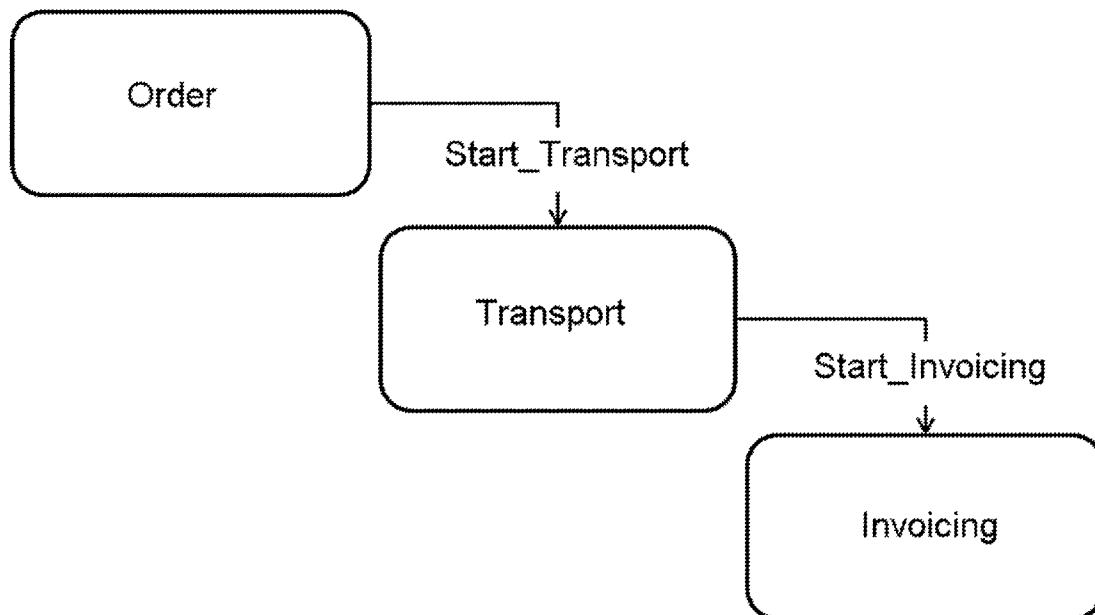 Order
Start_Transport
Transport
Start_Invoicing
Invoicing